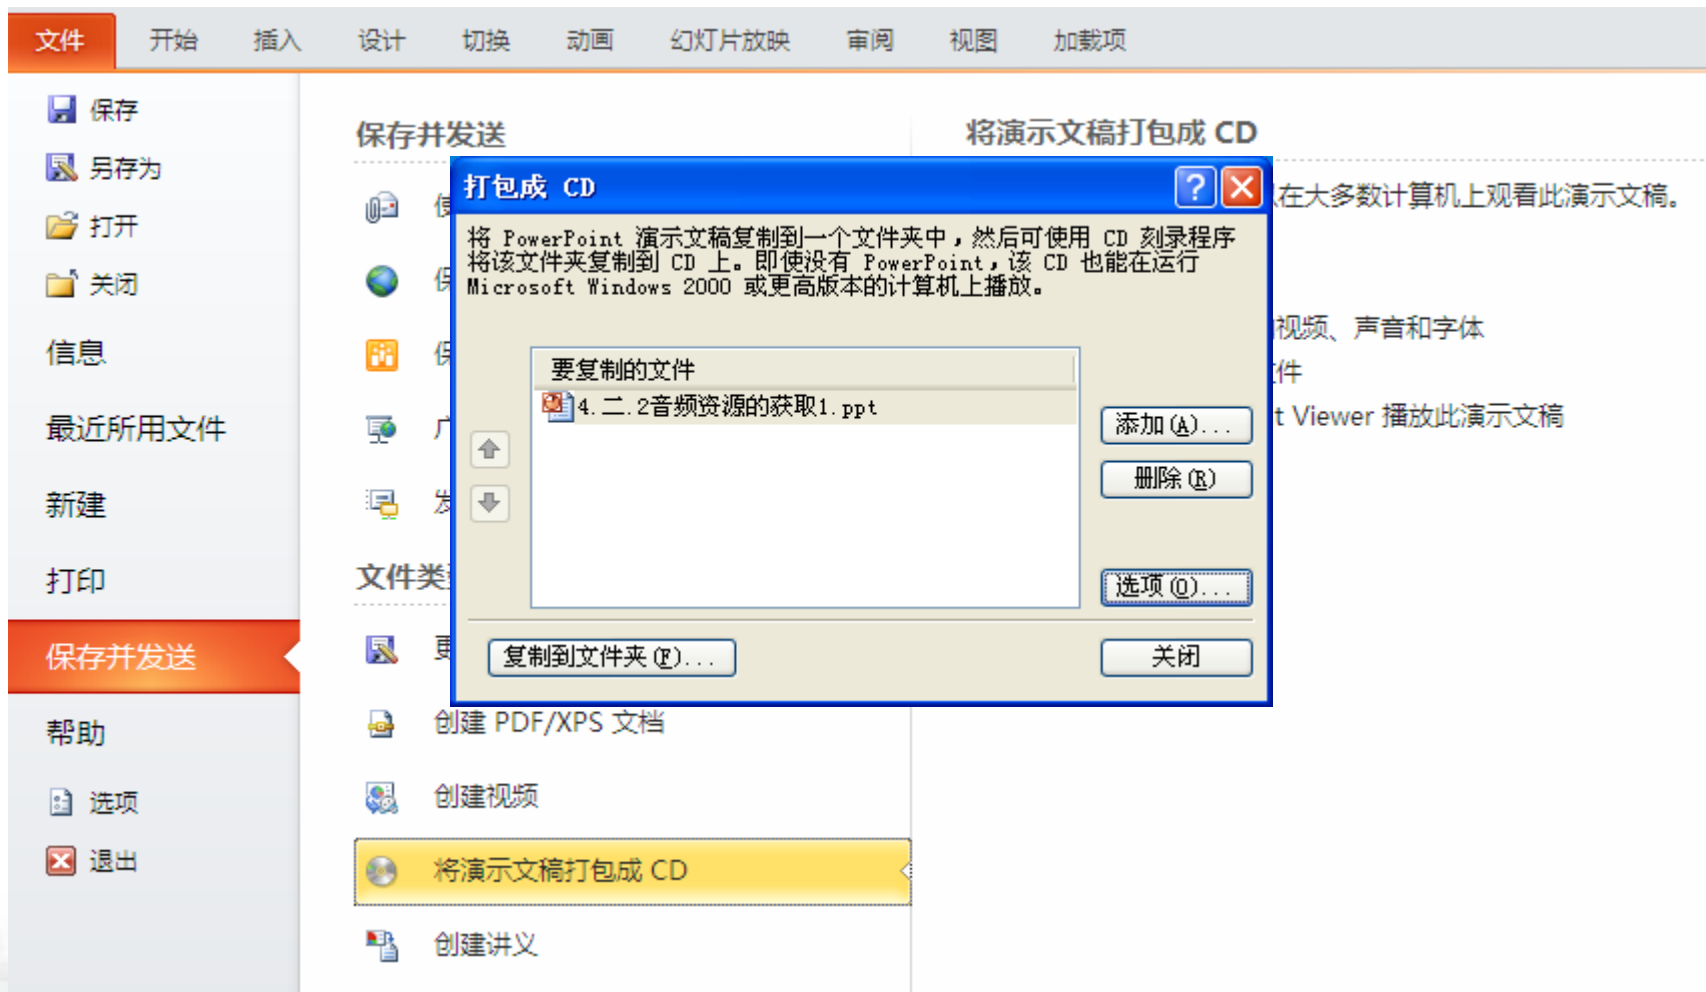 文件 开始 插入 设计 切换 动画 幻灯片放映 审阅 视图 加载项
保存
另存为
打开
关闭
信息
最近所用文件
新建
打印
保存并发送
帮助
选项
退出
保存并发送
文件类
创建 PDF/XPS 文档
创建视频
将演示文稿打包成 CD
创建讲义
将演示文稿打包成 CD
在大多数计算机上观看此演示文稿。
视频、声音和字体
件
t Viewer 播放此演示文稿
打包成 CD
将 PowerPoint 演示文稿复制到一个文件夹中，然后可使用 CD 刻录程序
将该文件夹复制到 CD 上。即使没有 PowerPoint，该 CD 也能在运行
Microsoft Windows 2000 或更高版本的计算机上播放。
要复制的文件
4.二.2音频资源的获取1.ppt
添加(A)...
删除(R)
选项(O)...
复制到文件夹(F)...
关闭